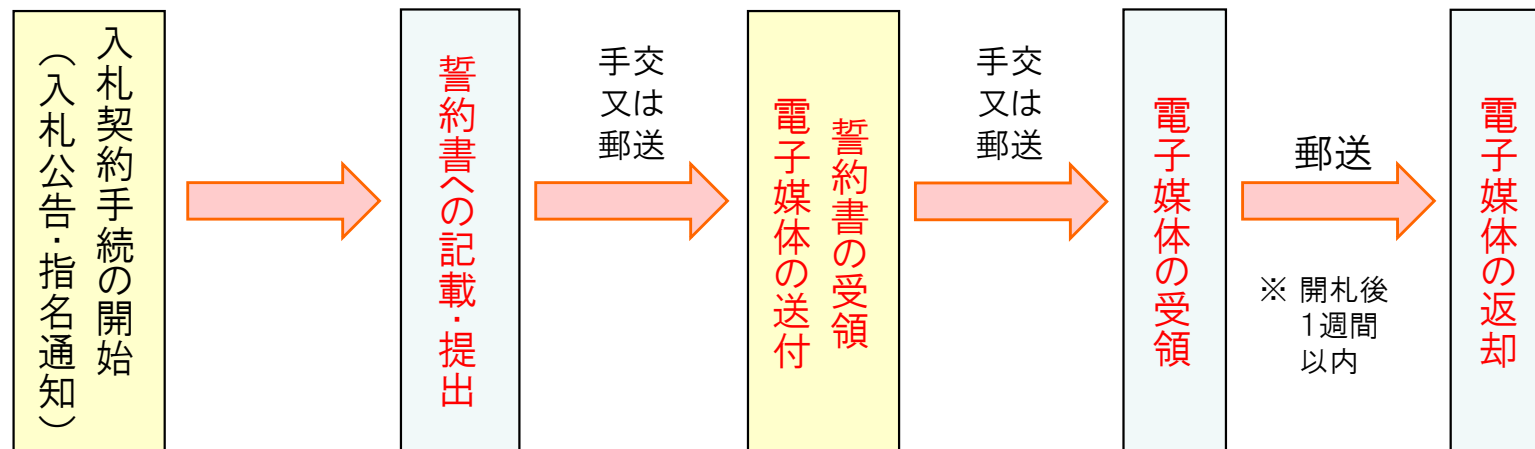 入札契約手続の開始
（入札公告・指名通知）
誓約書への記載・提出
手交
又は
郵送
誓約書の受領
電子媒体の送付
手交
又は
郵送
電子媒体の受領
郵送
※ 開札後
1週間
以内
電子媒体の返却